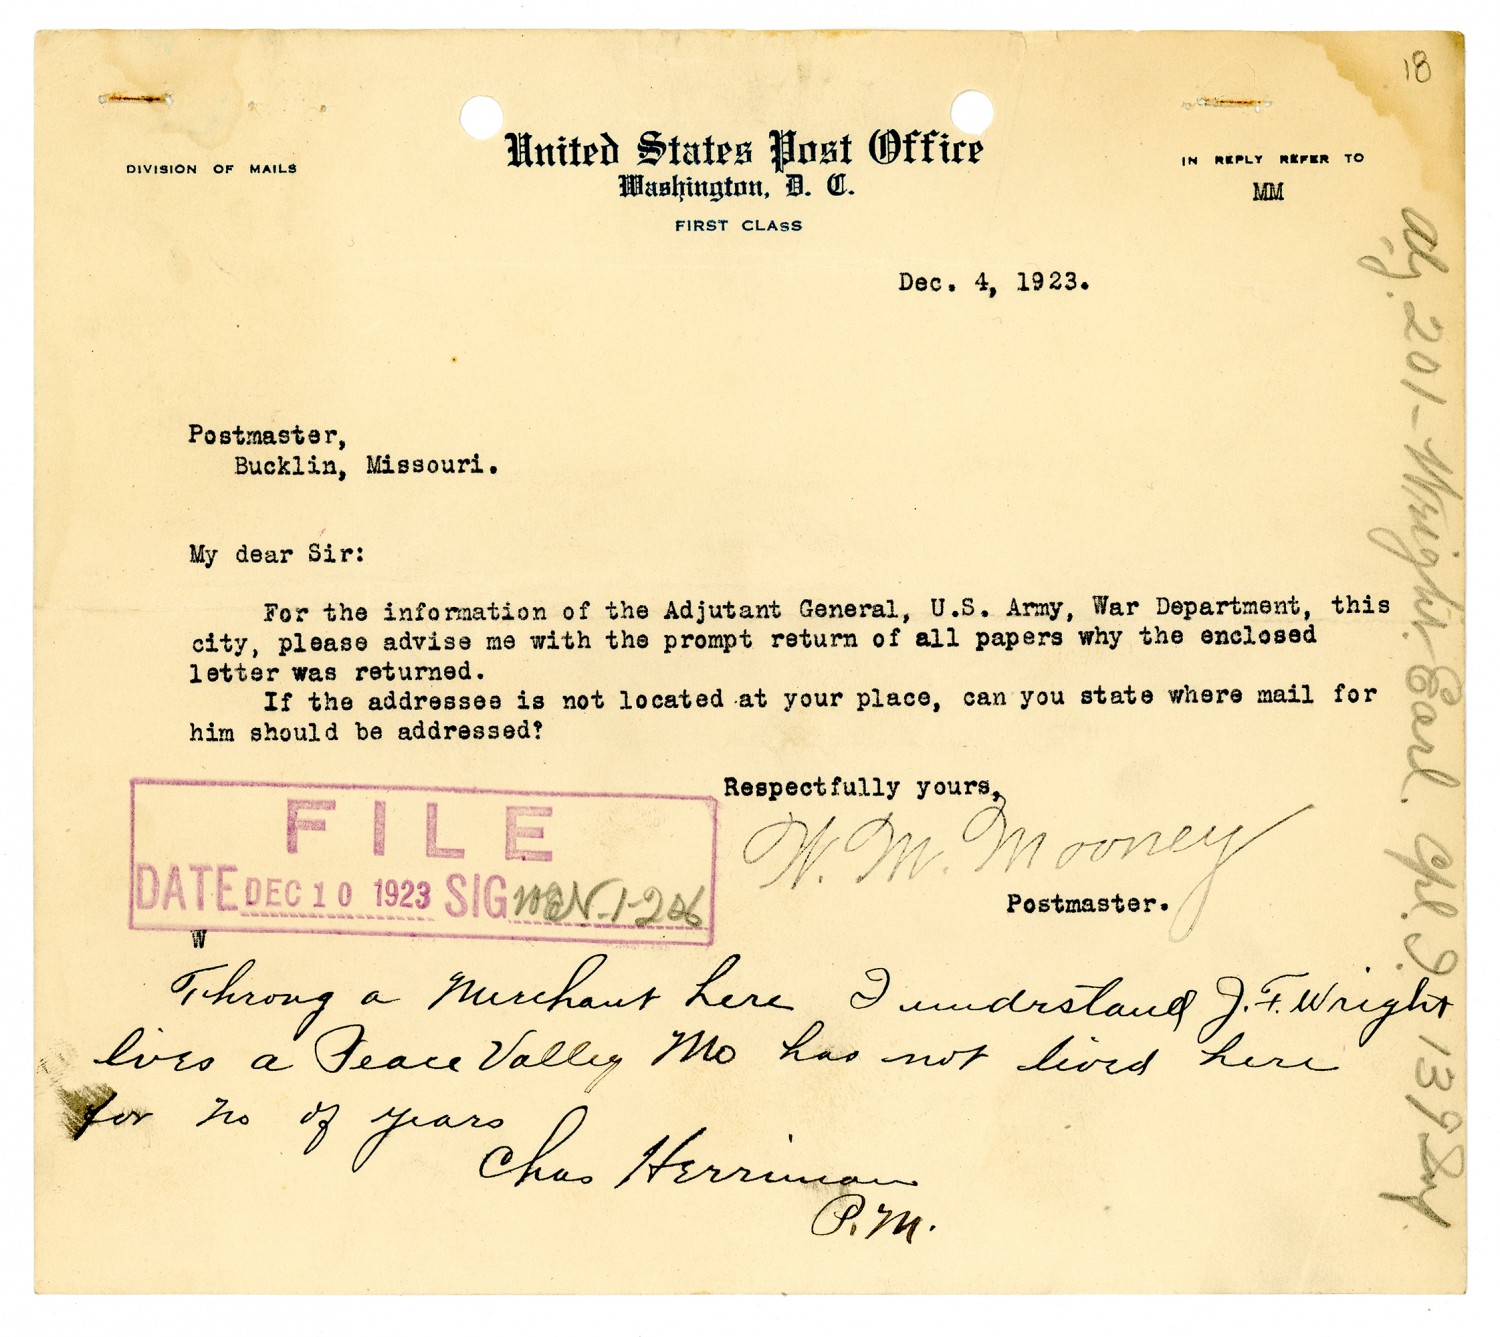 18
DIVISION OF MAILS
United States Post Office
Washington, D. C.
FIRST CLASS
IN REPLY REFER TO
MM
Dec. 4, 1923.
Postmaster,
Bucklin, Missouri.
My dear Sir:
For the information of the Adjutant General, U.S. Army, War Department, this
city, please advise me with the prompt return of all papers why the enclosed
letter was returned.
If the addressee is not located at your place, can you state where mail for
him should be addressed?
Respectfully yours,
W. M. Mooney
Postmaster.
FILE
DATE DEC 10 1923 SIG
W
Throug a Merchant here I understand J. F. Wright
lives a Peace Valley Mo has not lived here
for no of years
Chas Herriman
P.M.
201-Wright, Earl.